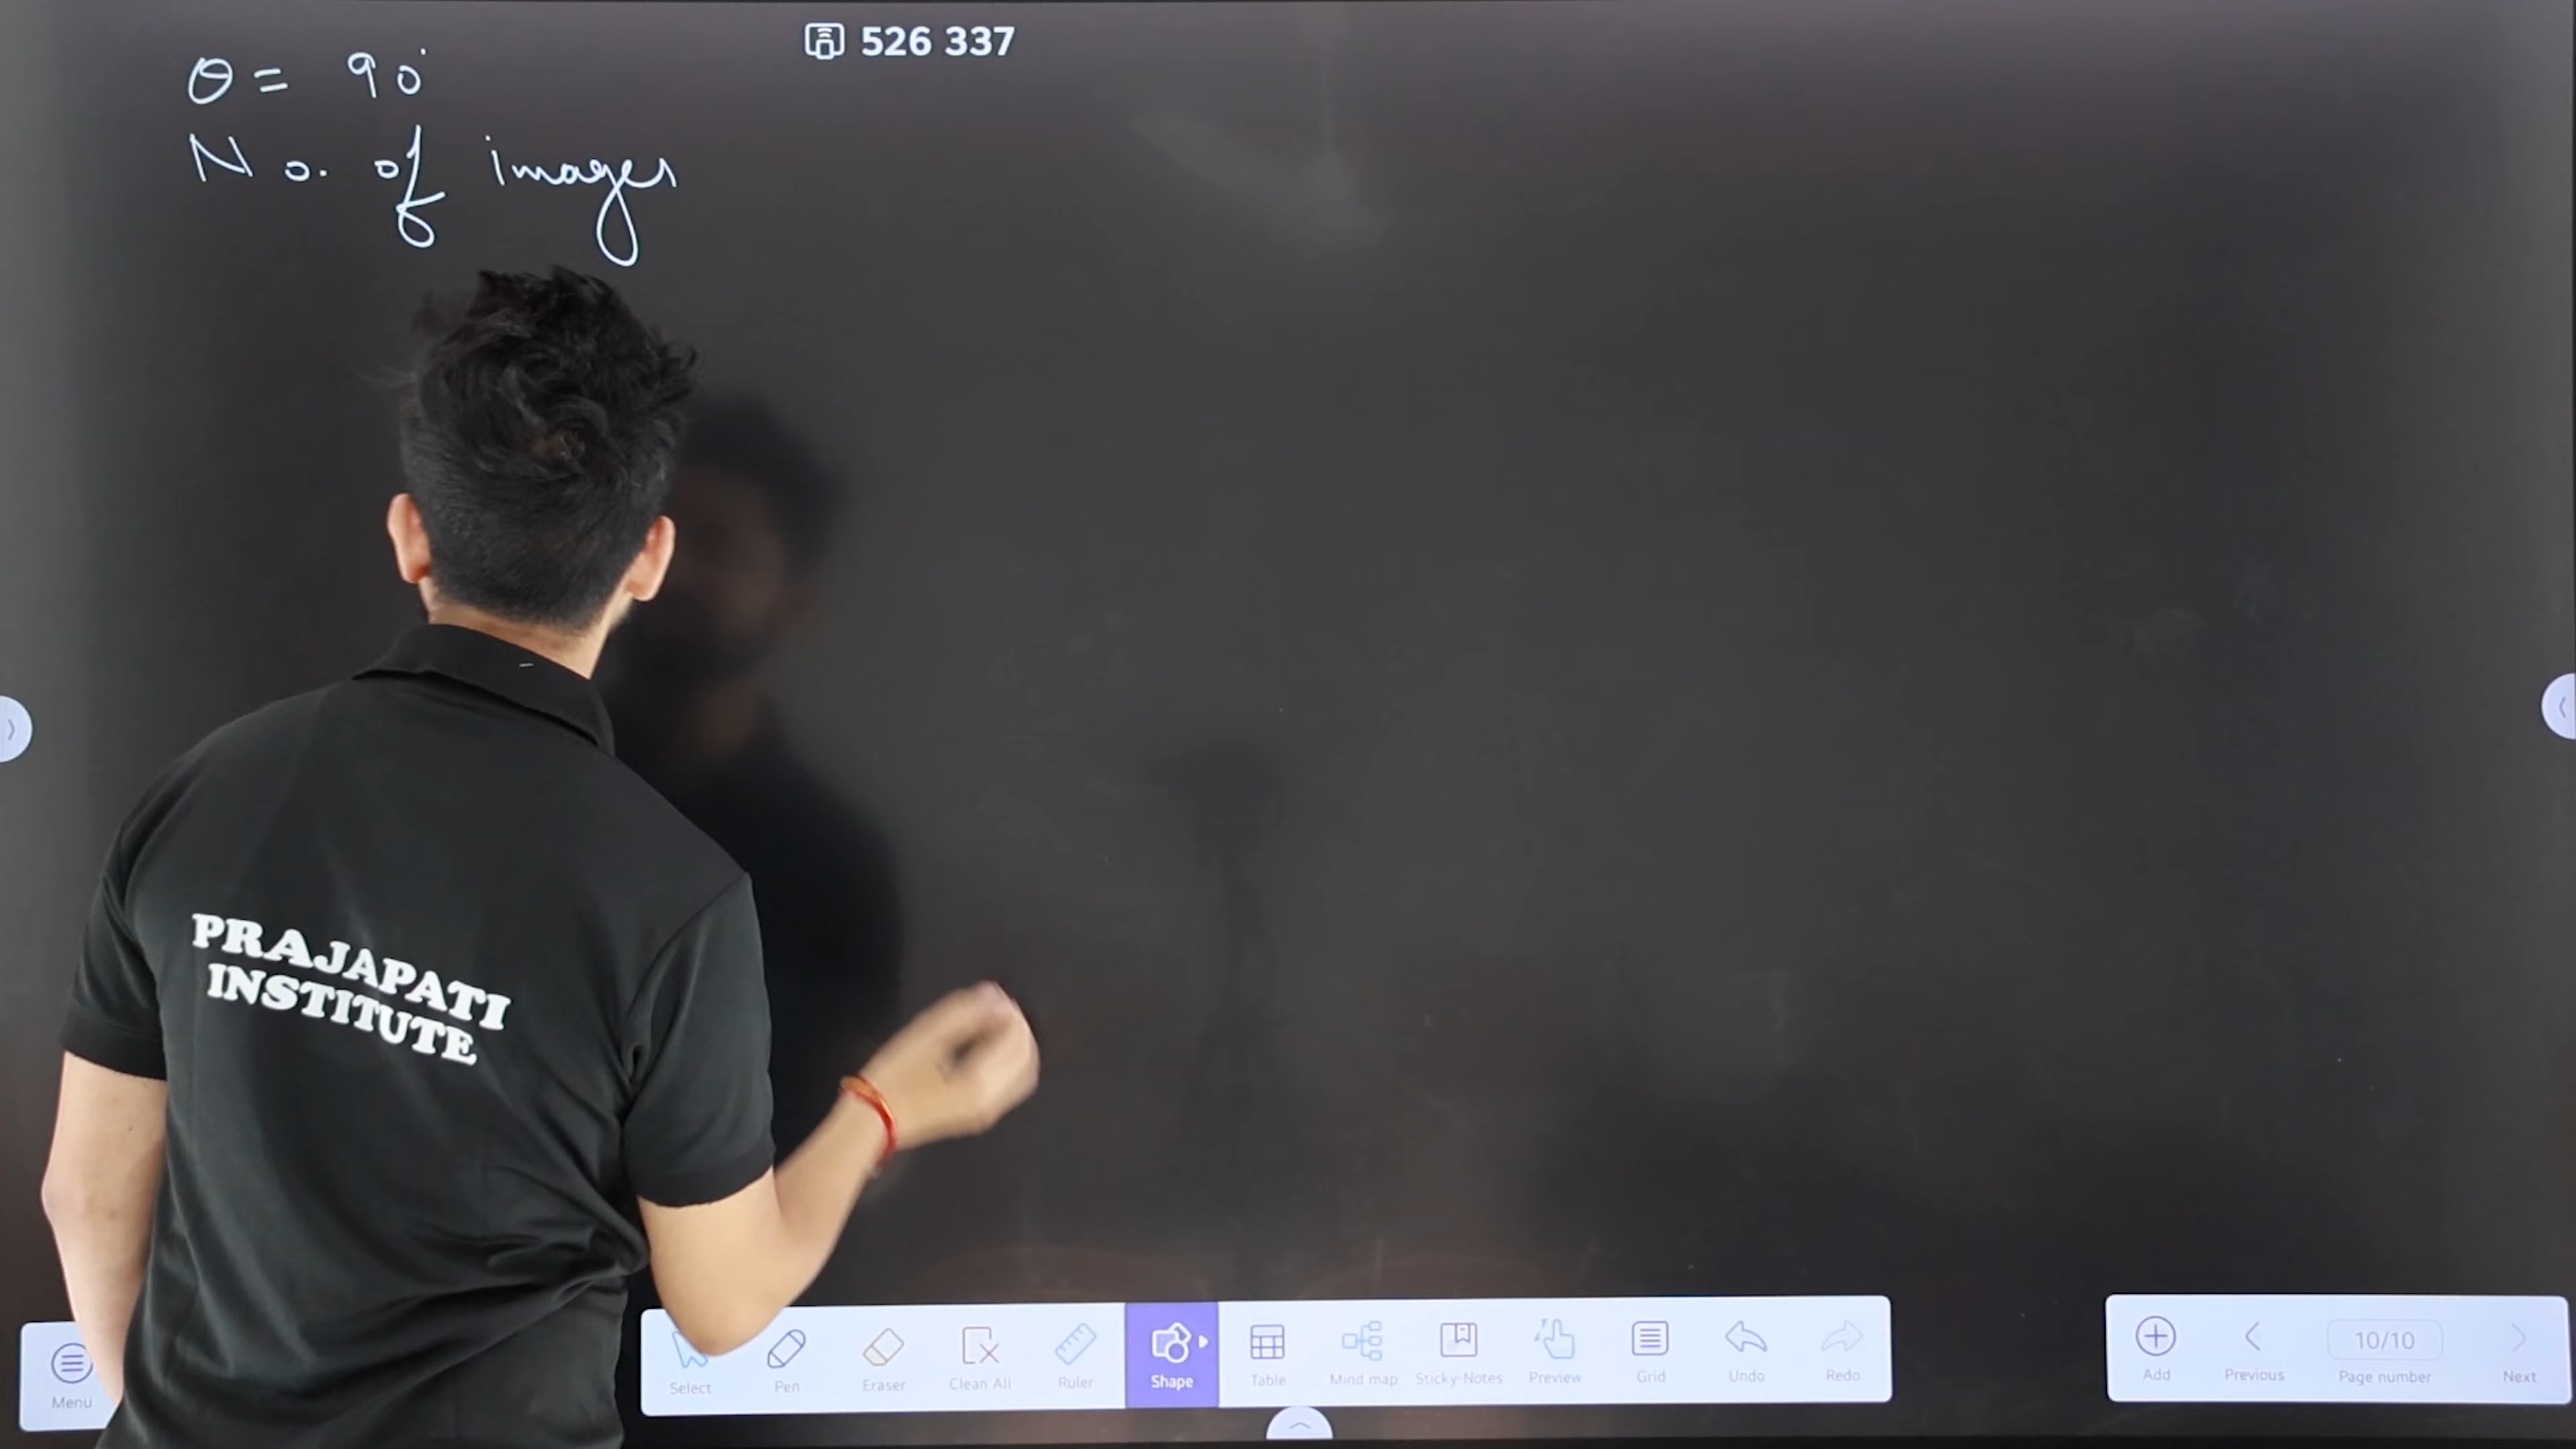 526 337
θ = 90°
No. of images
PRAJAPATI
INSTITUTE
Menu
Select
Pen
Eraser
Clean All
Ruler
Shape
Table
Mind map
Sticky-Notes
Preview
Grid
Undo
Redo
Add
Previous
10/10
Page number
Next